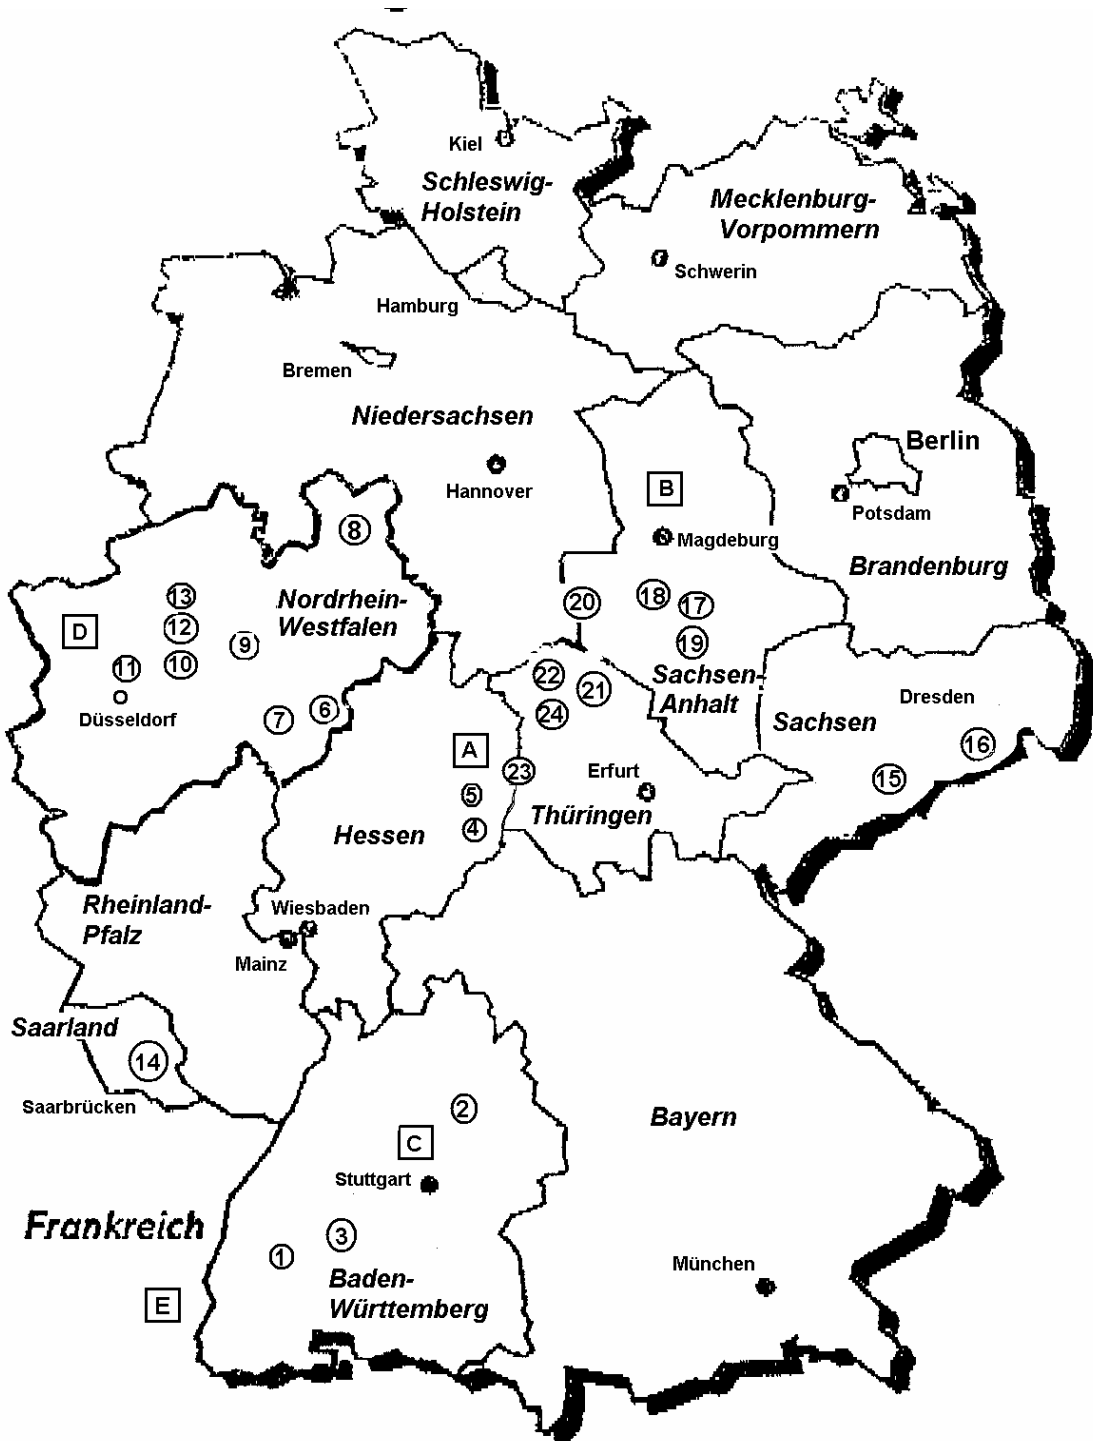 Kiel
Schleswig-
Holstein
Mecklenburg-
Vorpommern
Schwerin
Hamburg
Bremen
Niedersachsen
Berlin
Hannover
B
Potsdam
8
Magdeburg
Brandenburg
13
Nordrhein-
Westfalen
20
18
17
D
12
9
19
11
10
Sachsen-
Anhalt
22
21
Dresden
Düsseldorf
7
6
24
Sachsen
A
16
23
Erfurt
15
5
Thüringen
4
Hessen
Rheinland-
Pfalz
Wiesbaden
Mainz
Saarland
14
Saarbrücken
2
Bayern
C
Stuttgart
Frankreich
3
1
München
Baden-
Württemberg
E